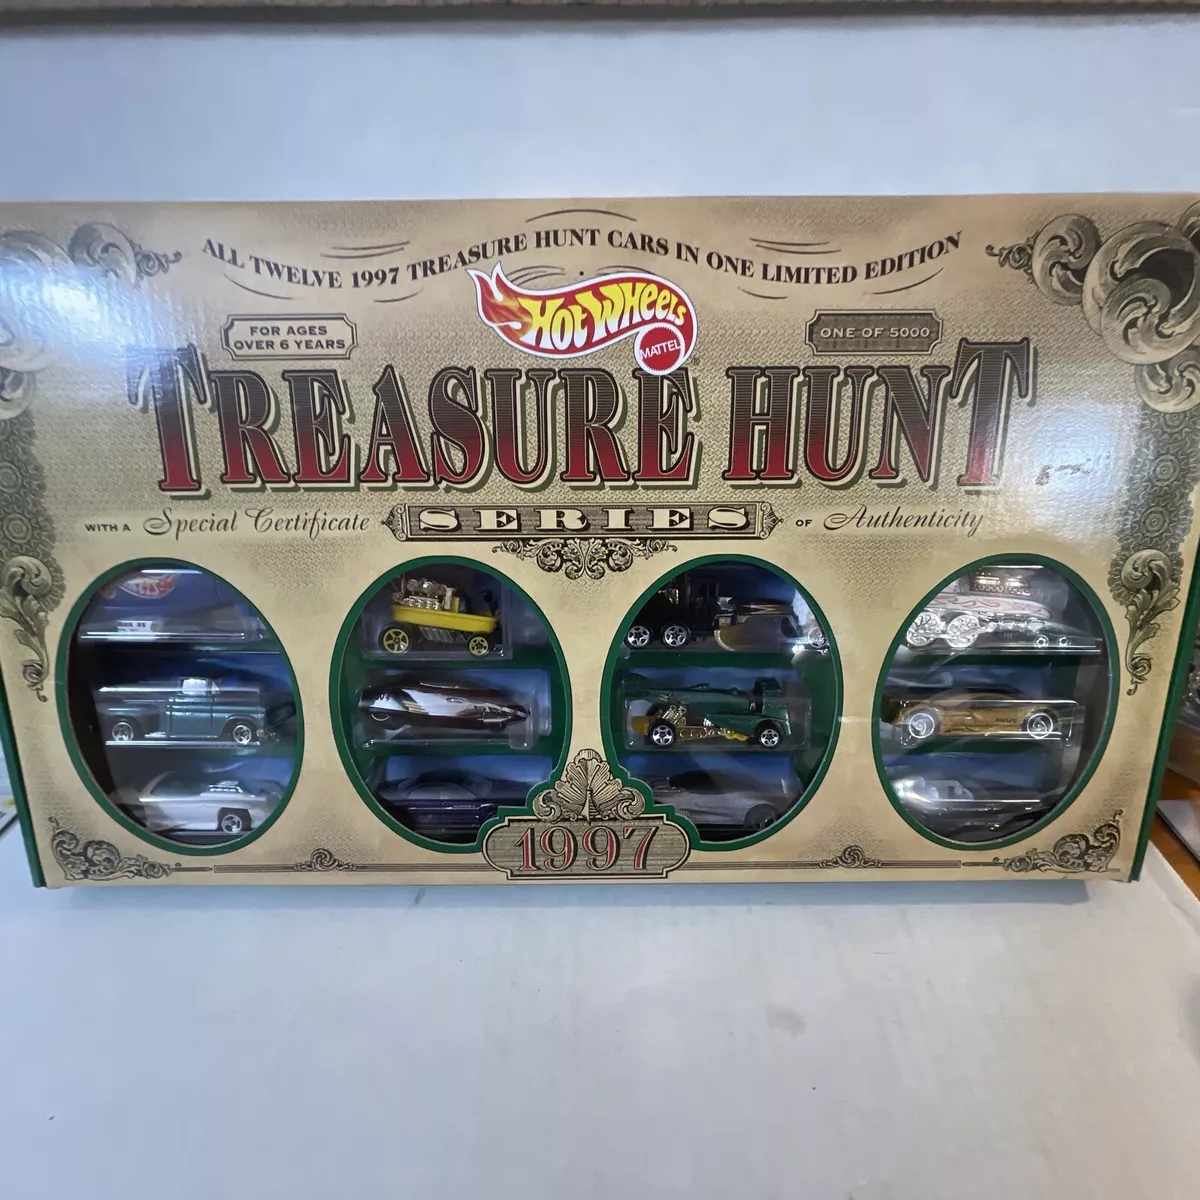 ALL TWELVE 1997 TREASURE HUNT CARS IN ONE LIMITED EDITION
Hot Wheels
MATTEL
FOR AGES
OVER 6 YEARS
ONE OF 5000
TREASURE HUNT
WITH A Special Certificate SERIES OF Authenticity
1997